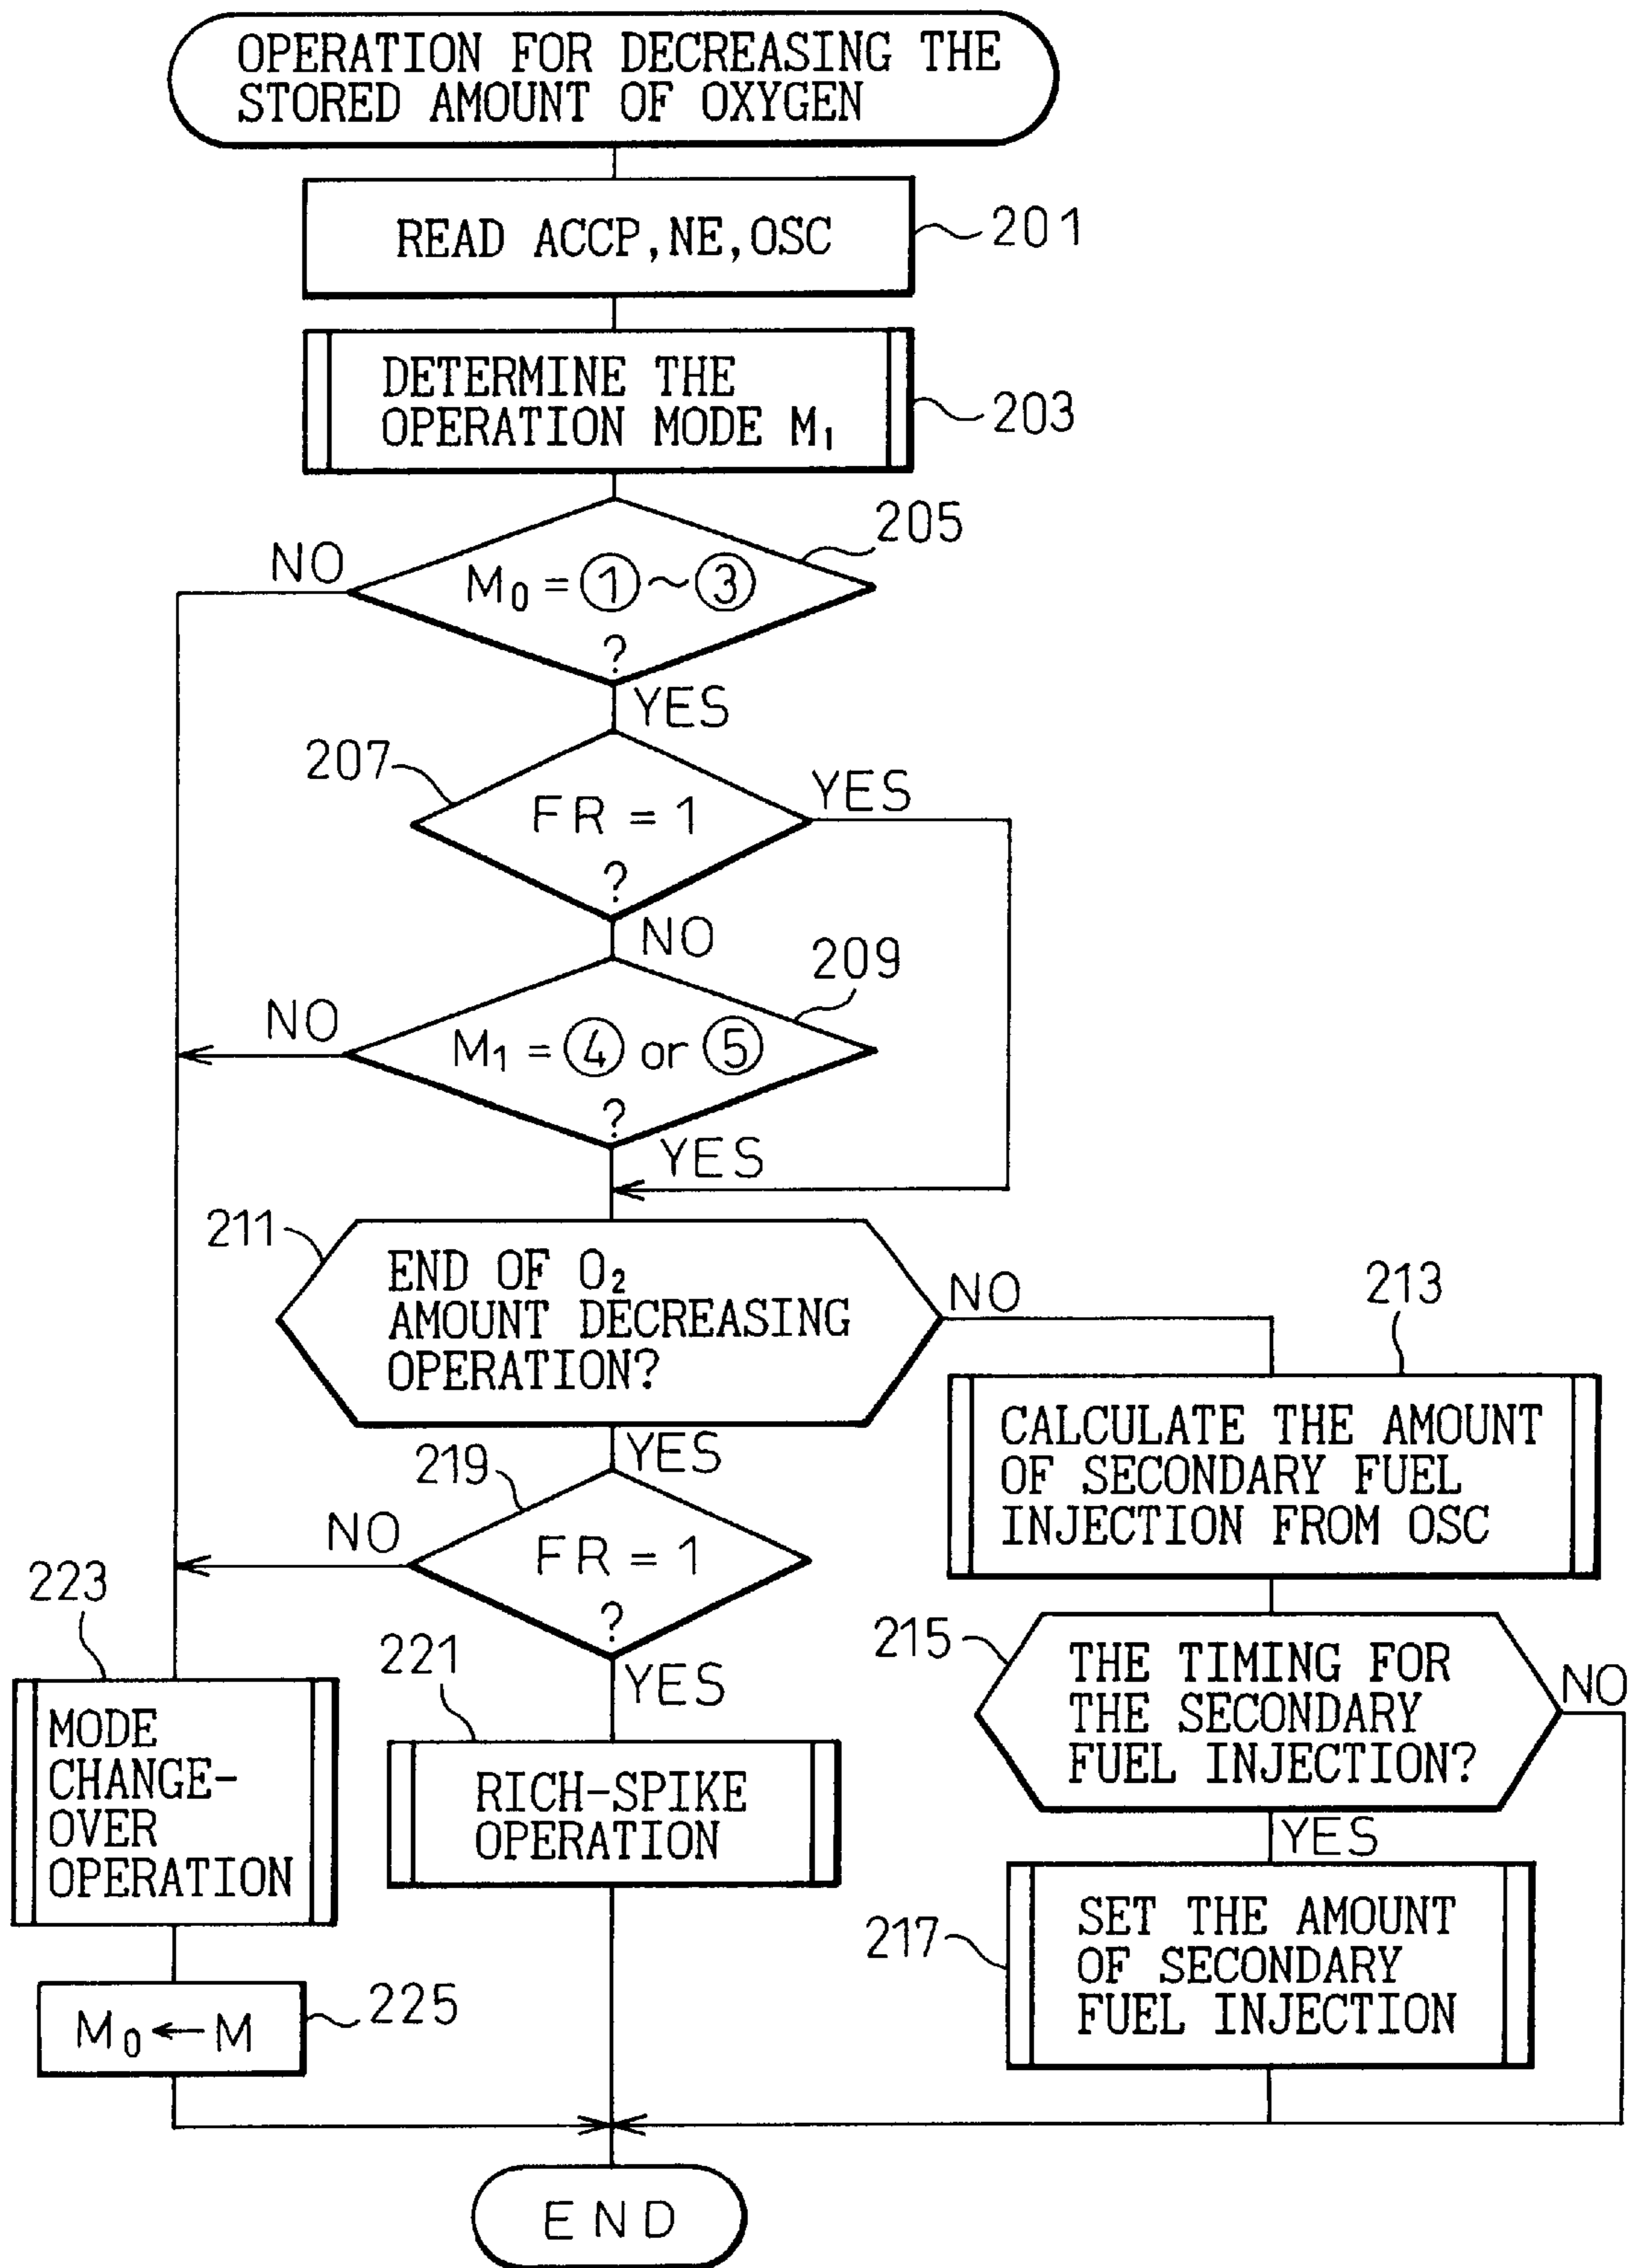 OPERATION FOR DECREASING THE
STORED AMOUNT OF OXYGEN
READ ACCP, NE, OSC
201
DETERMINE THE
OPERATION MODE M₁
203
205
NO
M₀ = ① ~ ③
?
YES
207
FR = 1
?
YES
NO
209
NO
M₁ = ④ or ⑤
?
YES
211
END OF O₂
AMOUNT DECREASING
OPERATION?
NO
213
CALCULATE THE AMOUNT
OF SECONDARY FUEL
INJECTION FROM OSC
YES
219
NO
FR = 1
?
YES
215
THE TIMING FOR
THE SECONDARY
FUEL INJECTION?
NO
YES
223
MODE
CHANGE-
OVER
OPERATION
221
RICH-SPIKE
OPERATION
217
SET THE AMOUNT
OF SECONDARY
FUEL INJECTION
M₀ ← M
225
END